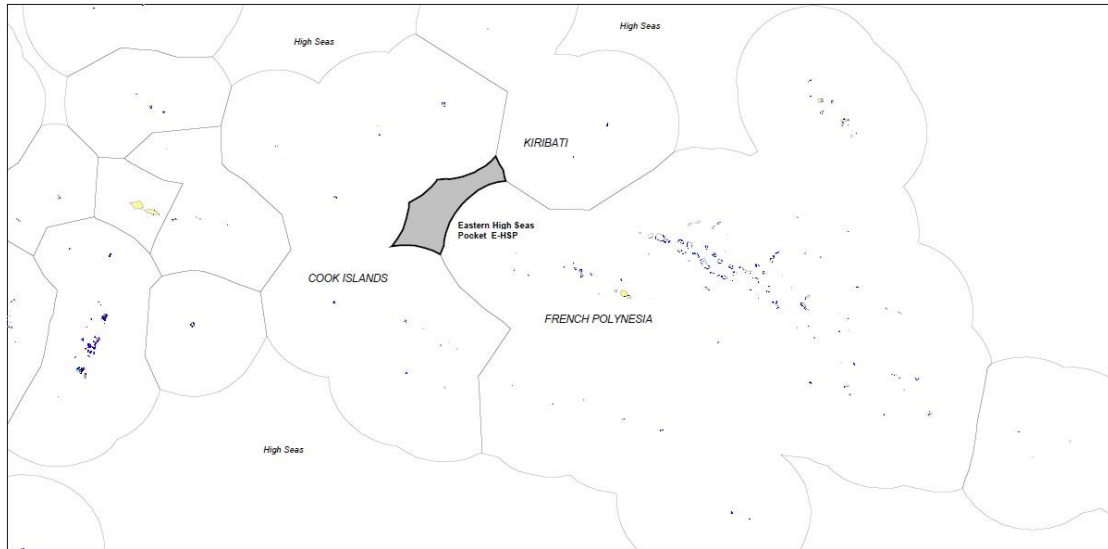 High Seas
High Seas
KIRIBATI
Eastern High Seas
Pocket E-HSP
COOK ISLANDS
FRENCH POLYNESIA
High Seas